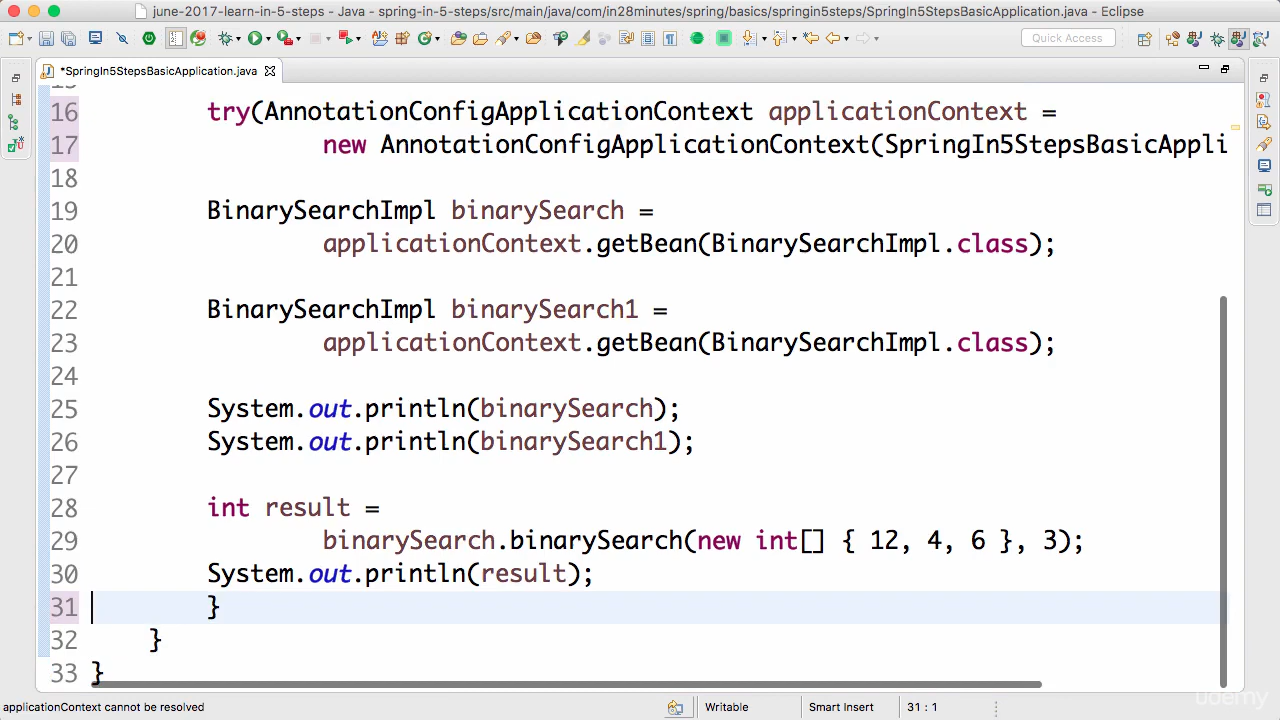 june-2017-learn-in-5-steps - Java - spring-in-5-steps/src/main/java/com/in28minutes/spring/basics/springin5steps/SpringIn5StepsBasicApplication.java - Eclipse
Quick Access
*SpringIn5StepsBasicApplication.java
16 try(AnnotationConfigApplicationContext applicationContext =
17 new AnnotationConfigApplicationContext(SpringIn5StepsBasicAppli
18
19 BinarySearchImpl binarySearch =
20 applicationContext.getBean(BinarySearchImpl.class);
21
22 BinarySearchImpl binarySearch1 =
23 applicationContext.getBean(BinarySearchImpl.class);
24
25 System.out.println(binarySearch);
26 System.out.println(binarySearch1);
27
28 int result =
29 binarySearch.binarySearch(new int[] { 12, 4, 6 }, 3);
30 System.out.println(result);
31 }
32 }
33 }
applicationContext cannot be resolved
Writable
Smart Insert
31 : 1
udemy